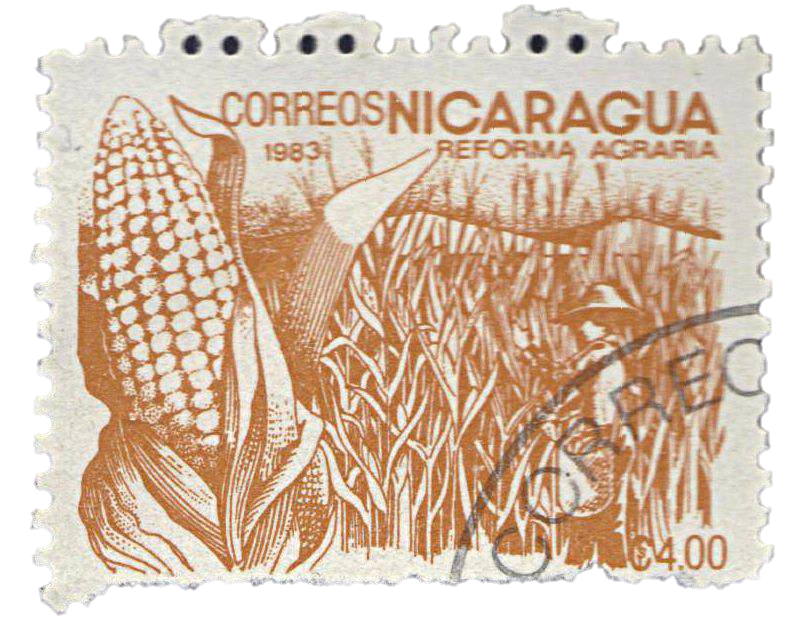 CORREOS NICARAGUA
1983 REFORMA AGRARIA
₡4.00
CORREO